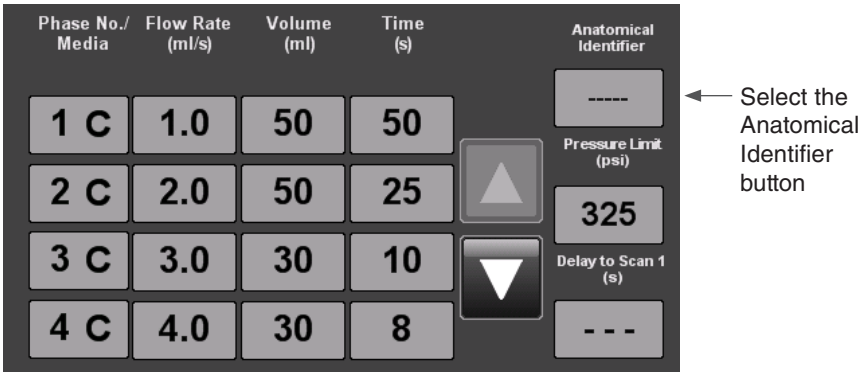 Phase No./ Flow Rate Volume Time
Media (ml/s) (ml) (s)
Anatomical
Identifier
-----
1 C 1.0 50 50
Pressure Limit
(psi)
2 C 2.0 50 25
325
3 C 3.0 30 10
Delay to Scan 1
(s)
4 C 4.0 30 8
- - -
Select the
Anatomical
Identifier
button